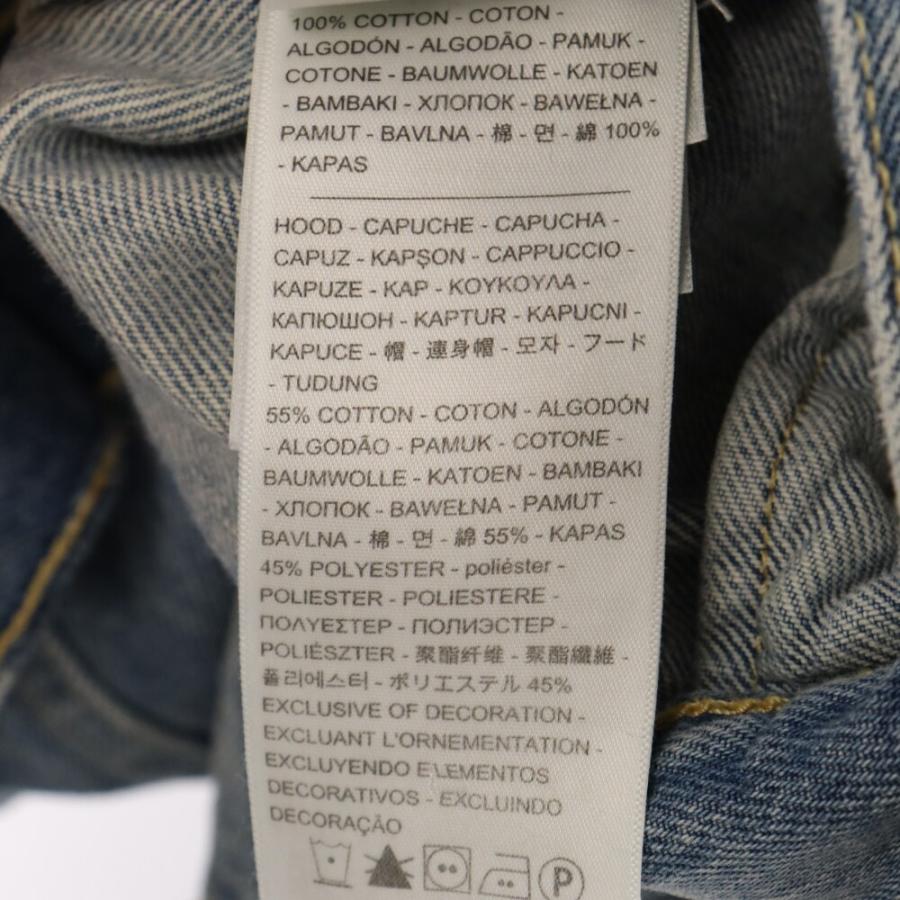 100% COTTON - COTON -
ALGODÓN - ALGODÃO - PAMUK -
COTONE - BAUMWOLLE - KATOEN
- BAMBAKI - ХЛОПОК - BAWEŁNA -
PAMUT - BAVLNA - 棉 - 면 - 綿 100%
- KAPAS
HOOD - CAPUCHE - CAPUCHA -
CAPUZ - KAPŞON - CAPPUCCIO -
KAPUZE - KAP - ΚΟΥΚΟΥΛΑ -
КАПЮШОН - KAPTUR - KAPUCNI -
KAPUCE - 帽 - 連身帽 - 모자 - フード
- TUDUNG
55% COTTON - COTON - ALGODÓN
- ALGODÃO - PAMUK - COTONE -
BAUMWOLLE - KATOEN - BAMBAKI
- ХЛОПОК - BAWEŁNA - PAMUT -
BAVLNA - 棉 - 면 - 綿 55% - KAPAS
45% POLYESTER - poliéster -
POLIESTER - POLIESTERE -
ΠΟΛΥΕΣΤΕΡ - ПОЛИЭСТЕР -
POLIÉSZTER - 聚酯纤维 - 聚酯纖維 -
폴리에스터 - ポリエステル 45%
EXCLUSIVE OF DECORATION -
EXCLUANT L'ORNEMENTATION -
EXCLUYENDO ELEMENTOS
DECORATIVOS - EXCLUINDO
DECORAÇÃO
P